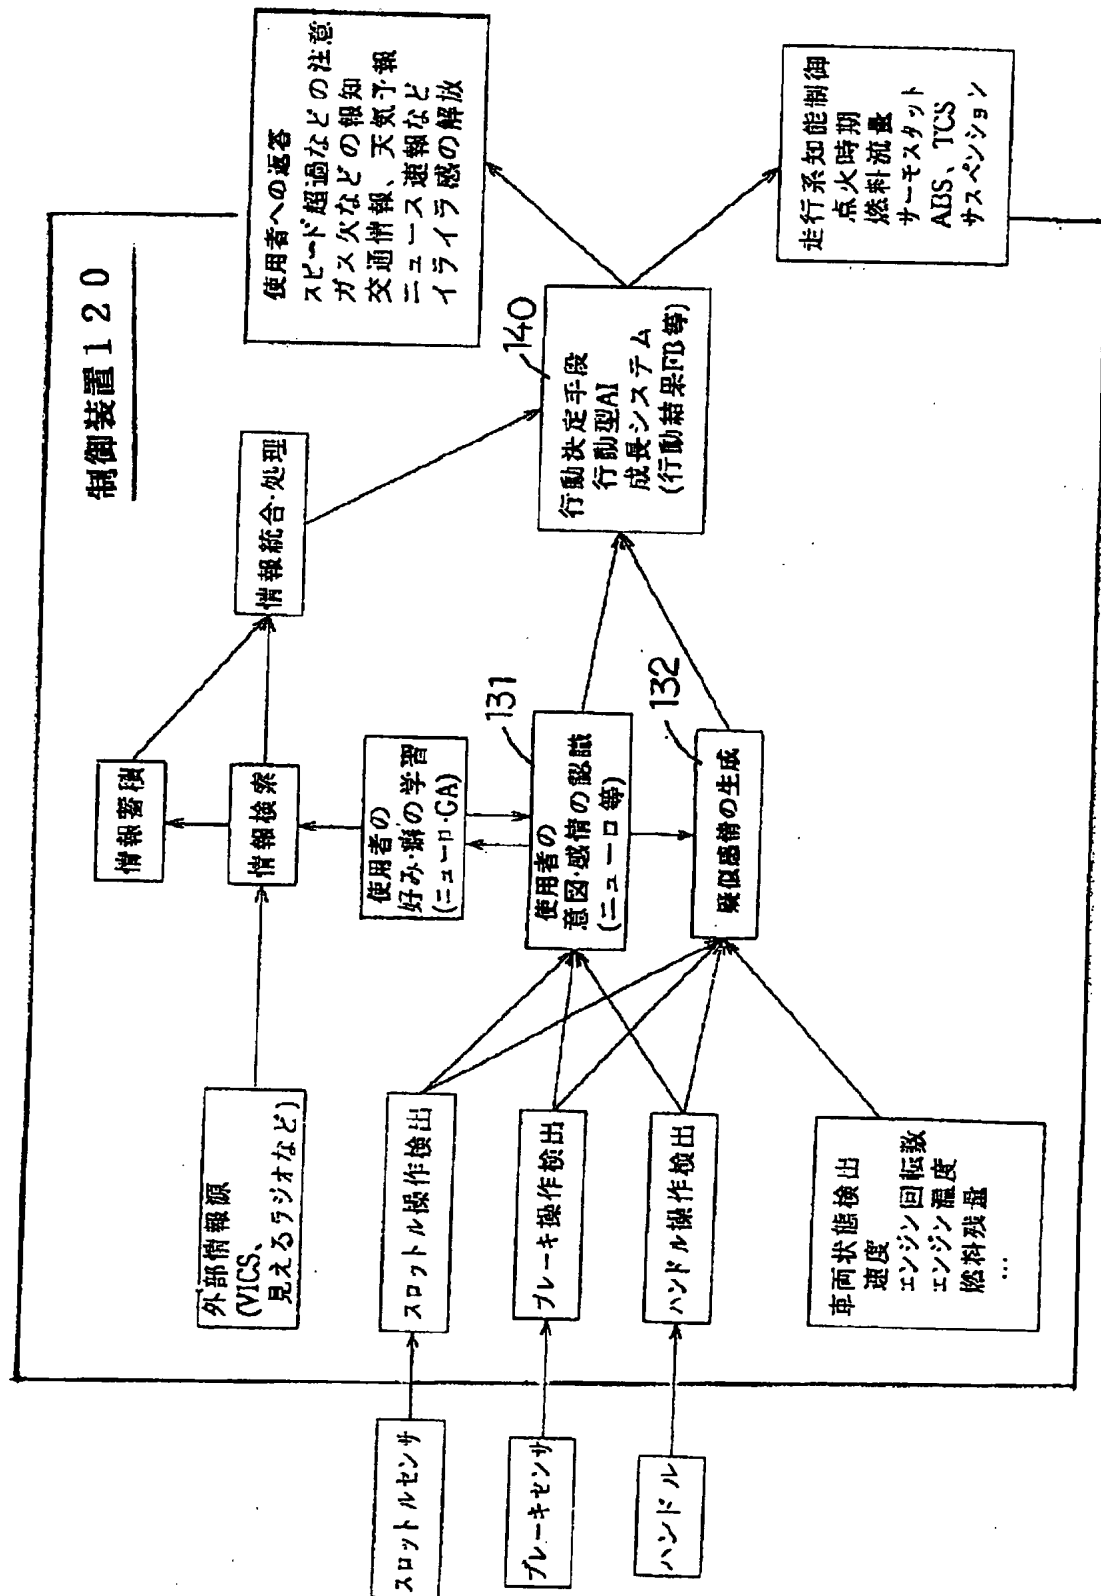 制御装置120
スロットルセンサ
ブレーキセンサ
ハンドル
外部情報源
(VICS、
見えるラジオなど)
スロットル操作検出
ブレーキ操作検出
ハンドル操作検出
車両状態検出
速度
エンジン回転数
エンジン温度
燃料残量
…
情報蓄積
情報検索
使用者の
好み・癖の学習
(ニューロ・GA)
131
使用者の
意図・感情の認識
(ニューロ等)
132
疑似感情の生成
情報統合・処理
140
行動決定手段
行動型AI
成長システム
(行動結果FB等)
使用者への返答
スピード超過などの注意
ガス欠などの報知
交通情報、天気予報
ニュース速報など
イライラ感の解放
走行系知能制御
点火時期
燃料流量
サーモスタット
ABS、TCS
サスペンション